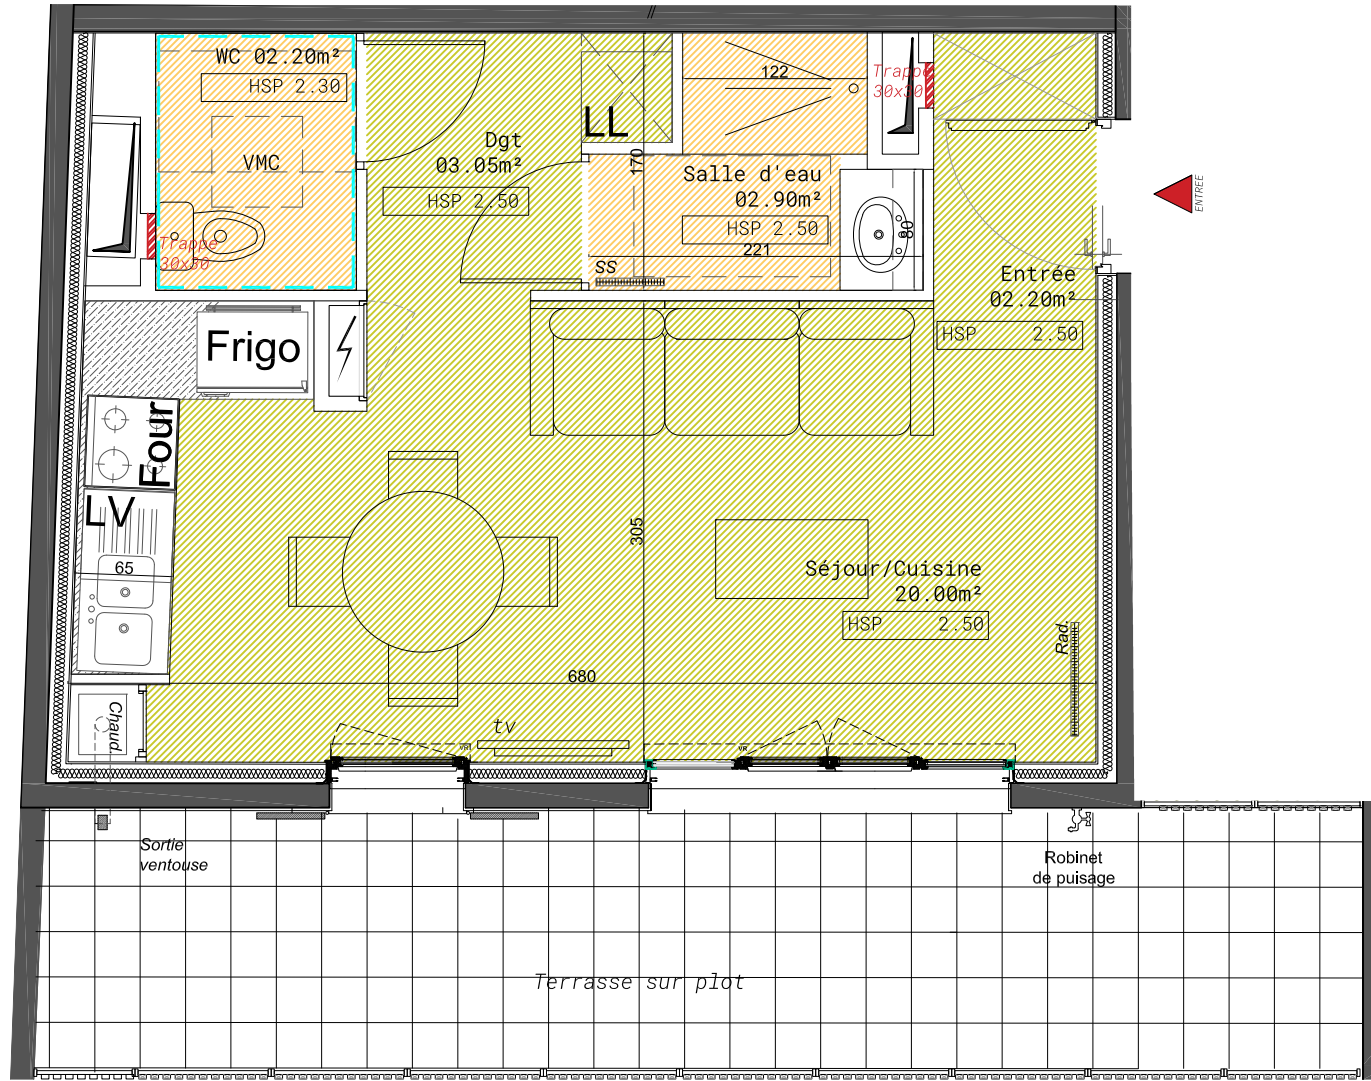 WC 02.20m²
HSP 2.30
VMC
Trappe
30x30
Dgt
03.05m²
HSP 2.50
LL
170
122
Trappe
30x30
Salle d'eau
02.90m²
HSP 2.50
221
80
SS
ENTREE
Entrée
02.20m²
HSP 2.50
Frigo
Four
LV
65
305
Séjour/Cuisine
20.00m²
HSP 2.50
Rad.
680
Chaud.
tv
VR
VR
Sortie
ventouse
Robinet
de puisage
Terrasse sur plot